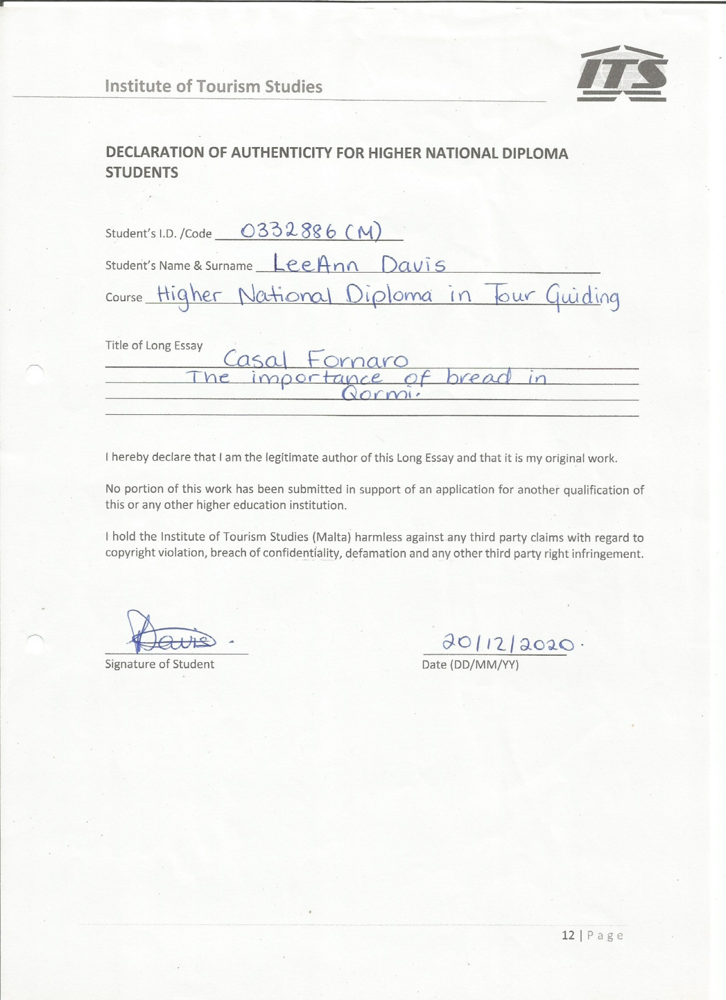 Institute of Tourism Studies
ITS
DECLARATION OF AUTHENTICITY FOR HIGHER NATIONAL DIPLOMA
STUDENTS
Student's I.D. /Code 0332886 (M)
Student's Name & Surname LeeAnn Davis
Course Higher National Diploma in Tour Guiding
Title of Long Essay
Casal Fornaro
The importance of bread in
Qormi.
I hereby declare that I am the legitimate author of this Long Essay and that it is my original work.
No portion of this work has been submitted in support of an application for another qualification of
this or any other higher education institution.
I hold the Institute of Tourism Studies (Malta) harmless against any third party claims with regard to
copyright violation, breach of confidentiality, defamation and any other third party right infringement.
Davis. 20/12/2020.
Signature of Student Date (DD/MM/YY)
12 | Page